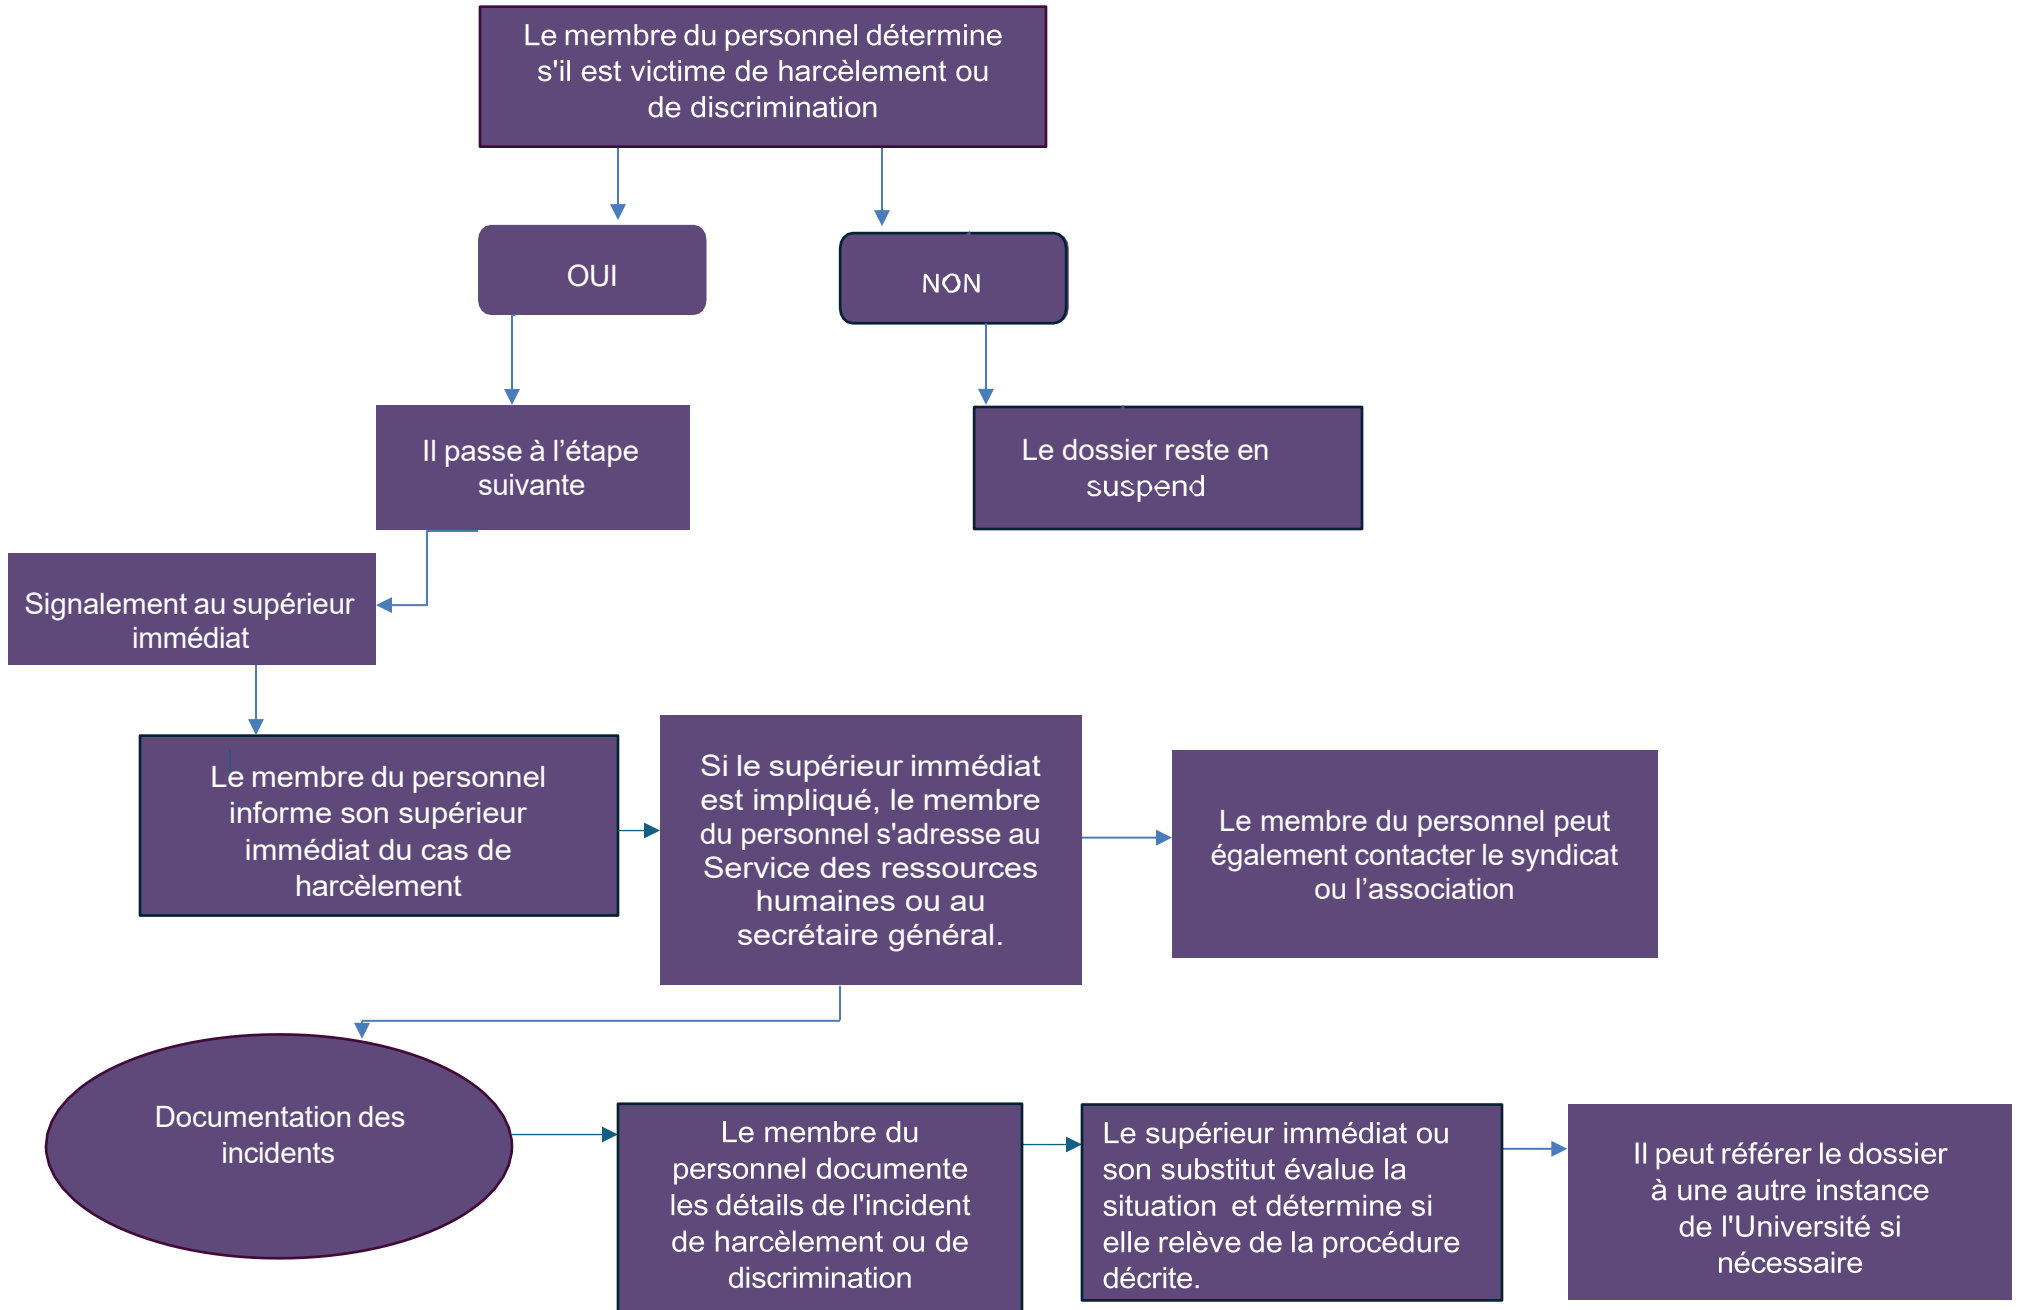 Le membre du personnel détermine
s'il est victime de harcèlement ou
de discrimination
OUI
NON
Il passe à l’étape
suivante
Le dossier reste en
suspend
Signalement au supérieur
immédiat
Le membre du personnel
informe son supérieur
immédiat du cas de
harcèlement
Si le supérieur immédiat
est impliqué, le membre
du personnel s'adresse au
Service des ressources
humaines ou au
secrétaire général.
Le membre du personnel peut
également contacter le syndicat
ou l’association
Documentation des
incidents
Le membre du
personnel documente
les détails de l'incident
de harcèlement ou de
discrimination
Le supérieur immédiat ou
son substitut évalue la
situation et détermine si
elle relève de la procédure
décrite.
Il peut référer le dossier
à une autre instance
de l'Université si
nécessaire